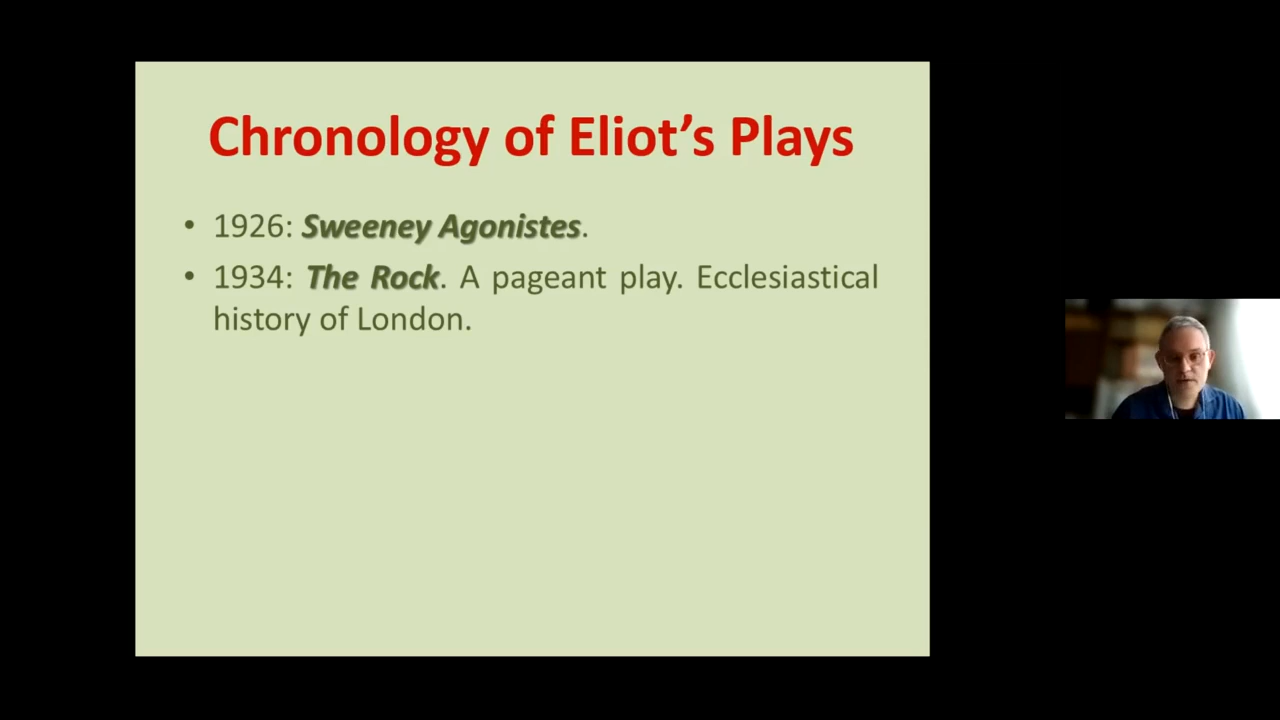 Chronology of Eliot’s Plays
• 1926: Sweeney Agonistes.
• 1934: The Rock. A pageant play. Ecclesiastical
history of London.